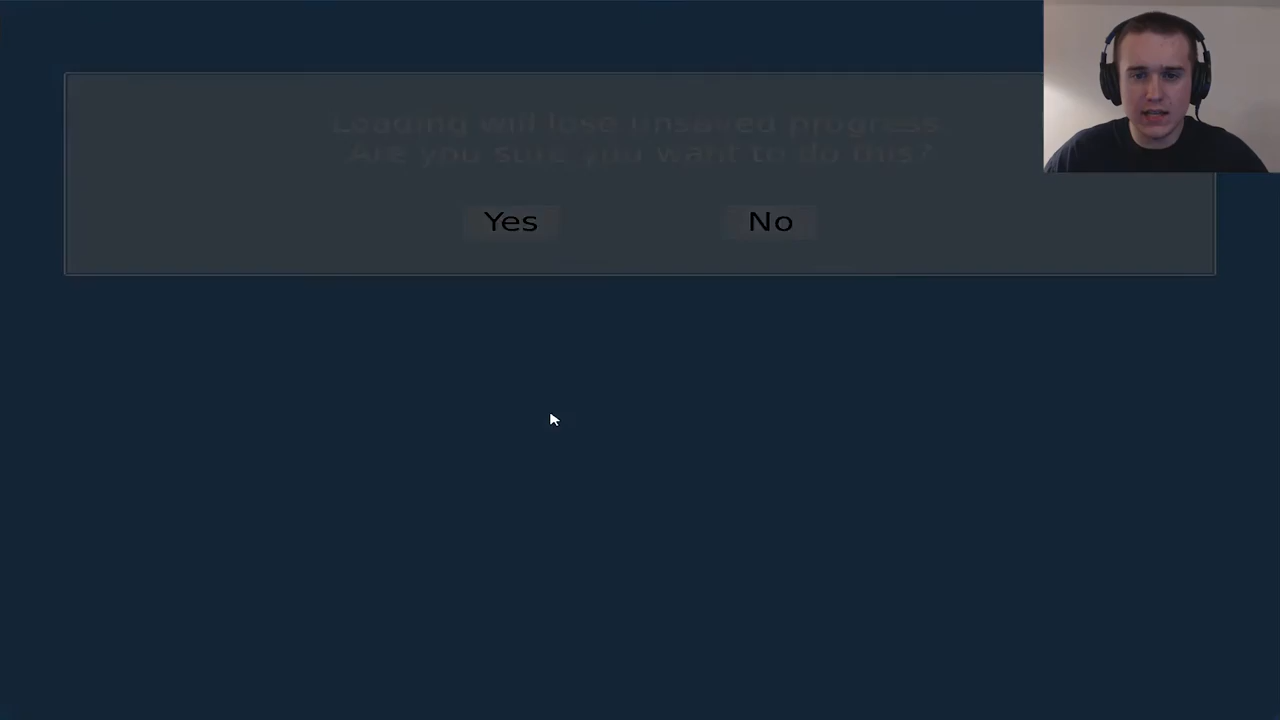 Loading will lose unsaved progress.
Are you sure you want to do this?
Yes
No